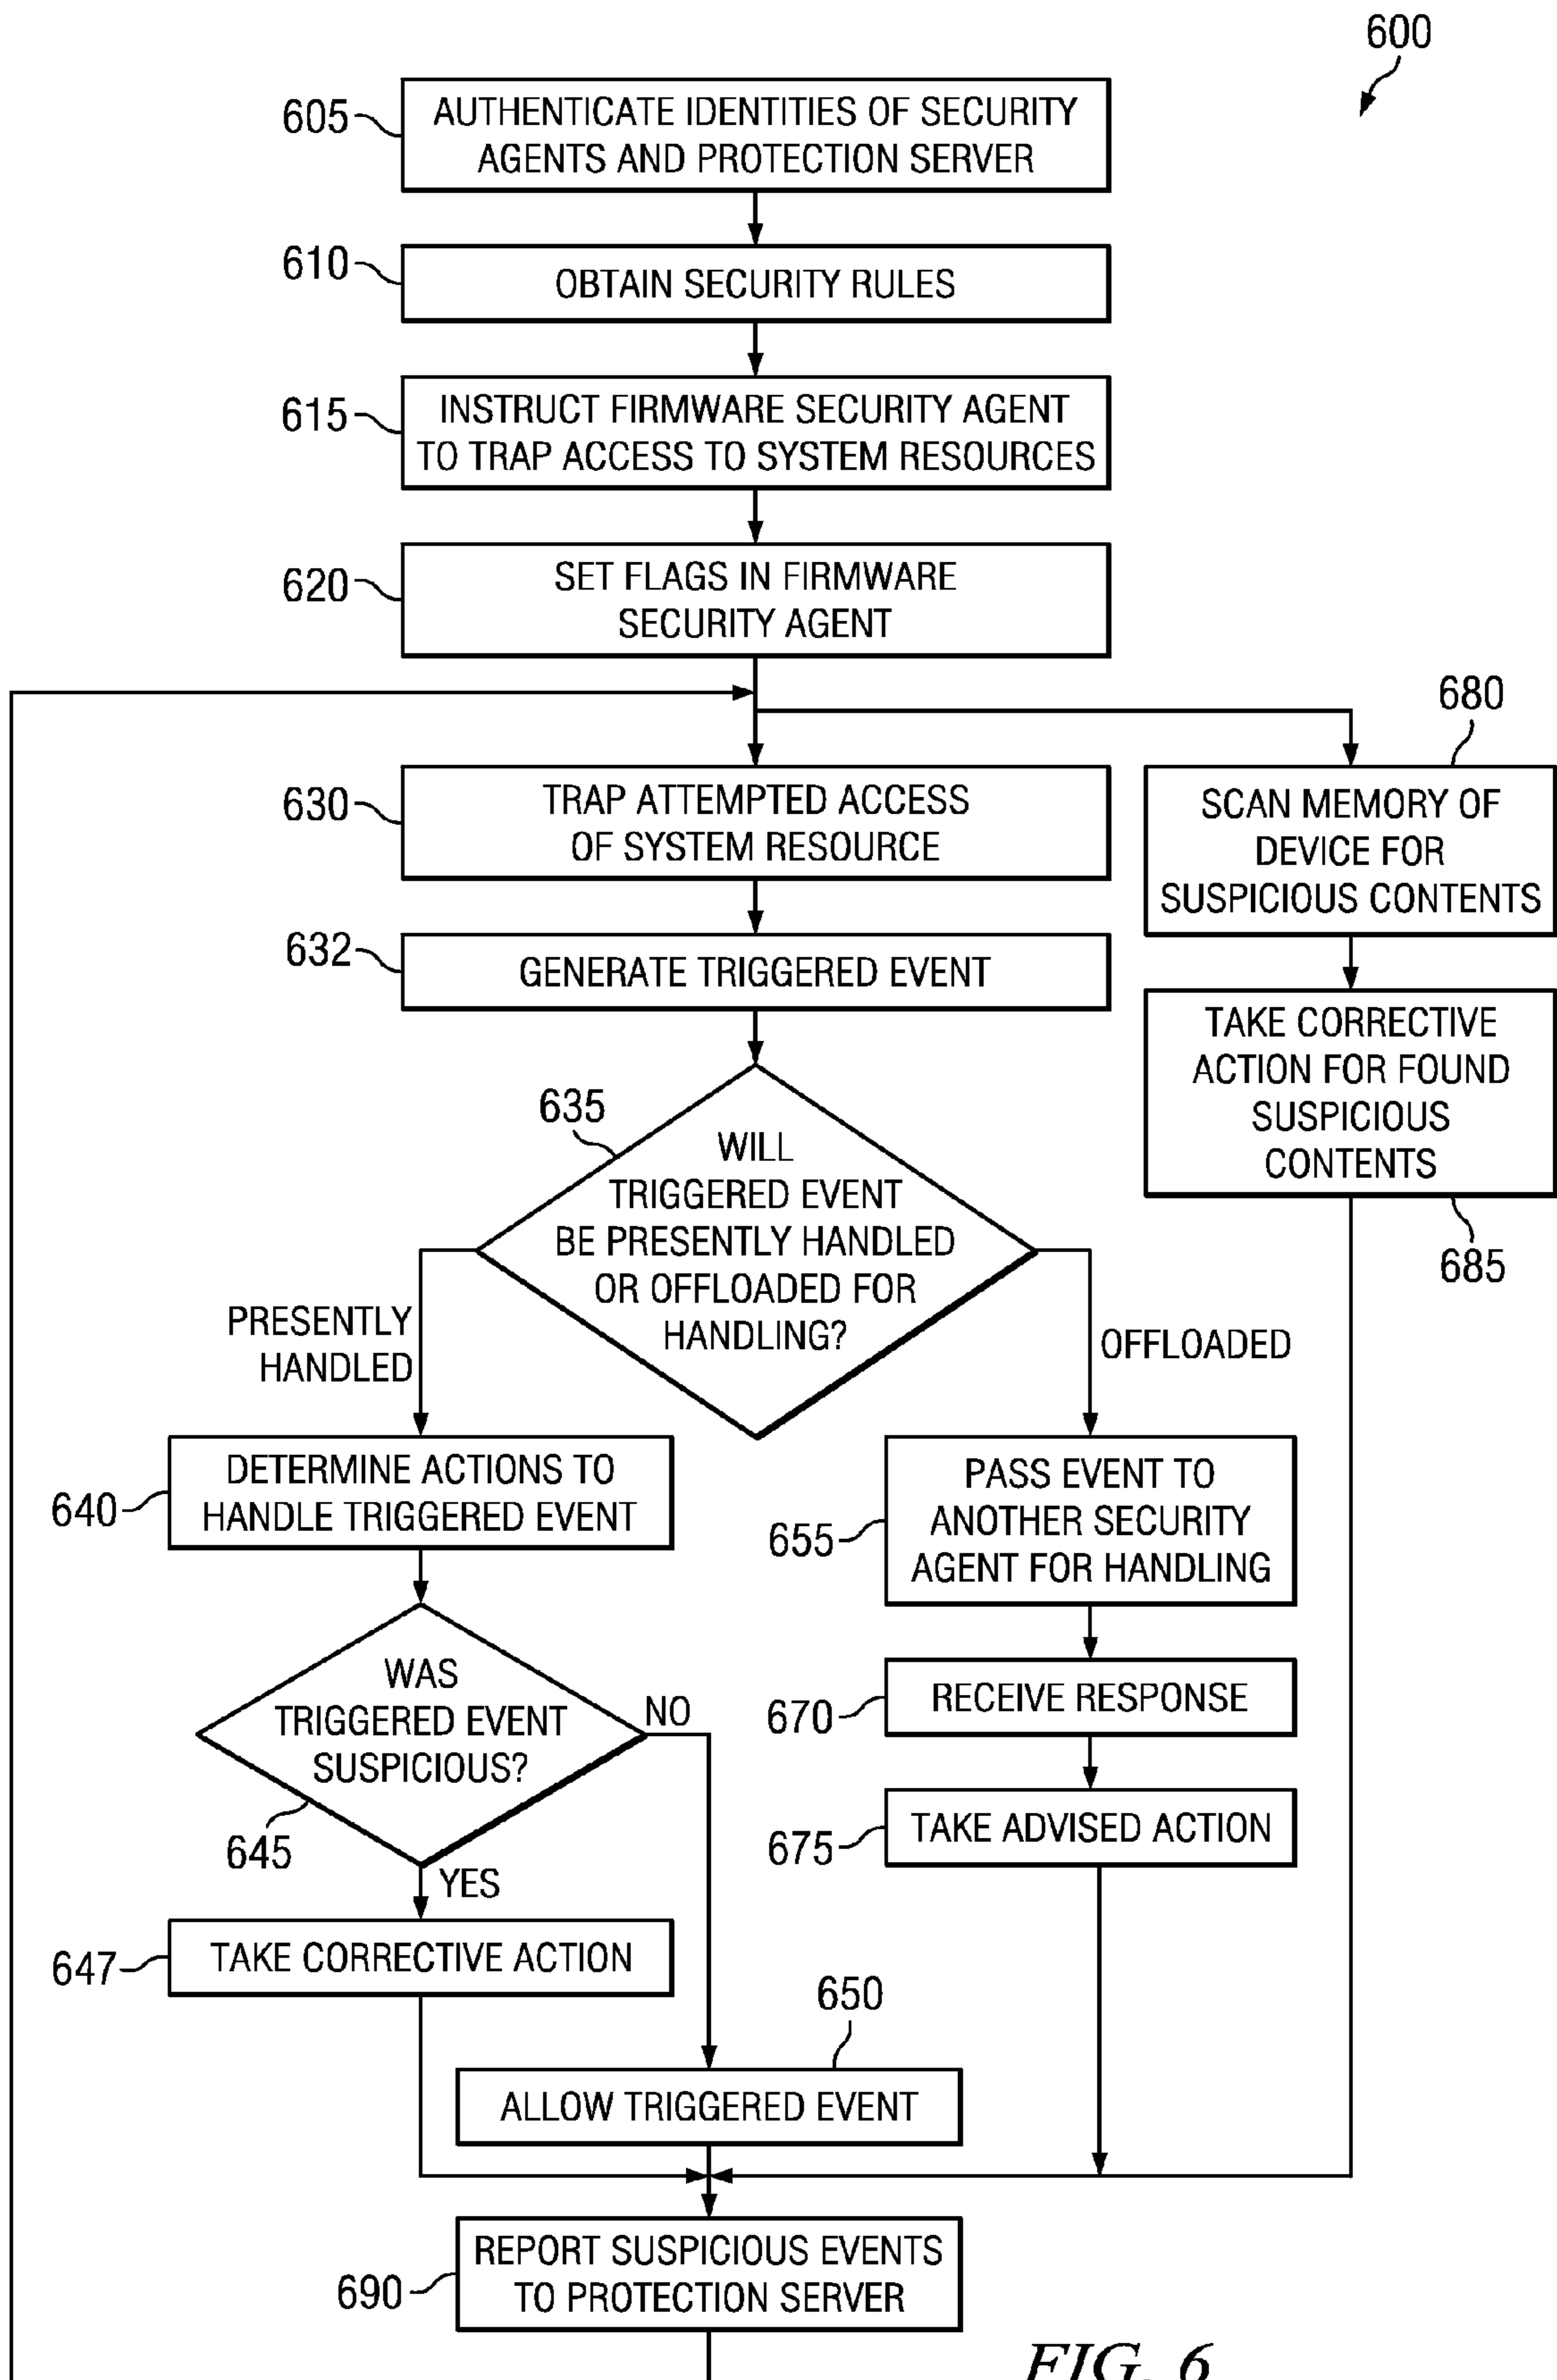 600
605
AUTHENTICATE IDENTITIES OF SECURITY
AGENTS AND PROTECTION SERVER
610
OBTAIN SECURITY RULES
615
INSTRUCT FIRMWARE SECURITY AGENT
TO TRAP ACCESS TO SYSTEM RESOURCES
620
SET FLAGS IN FIRMWARE
SECURITY AGENT
630
TRAP ATTEMPTED ACCESS
OF SYSTEM RESOURCE
680
SCAN MEMORY OF
DEVICE FOR
SUSPICIOUS CONTENTS
632
GENERATE TRIGGERED EVENT
TAKE CORRECTIVE
ACTION FOR FOUND
SUSPICIOUS
CONTENTS
685
635
WILL
TRIGGERED EVENT
BE PRESENTLY HANDLED
OR OFFLOADED FOR
HANDLING?
PRESENTLY
HANDLED
OFFLOADED
640
DETERMINE ACTIONS TO
HANDLE TRIGGERED EVENT
655
PASS EVENT TO
ANOTHER SECURITY
AGENT FOR HANDLING
WAS
TRIGGERED EVENT
SUSPICIOUS?
NO
645
YES
670
RECEIVE RESPONSE
675
TAKE ADVISED ACTION
647
TAKE CORRECTIVE ACTION
650
ALLOW TRIGGERED EVENT
690
REPORT SUSPICIOUS EVENTS
TO PROTECTION SERVER
FIG. 6